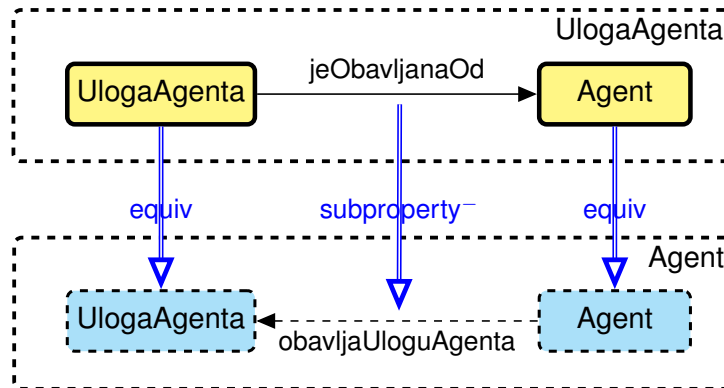 UlogaAgenta
jeObavljanaOd
UlogaAgenta
Agent
equiv
subproperty⁻
equiv
Agent
UlogaAgenta
Agent
obavljaUloguAgenta